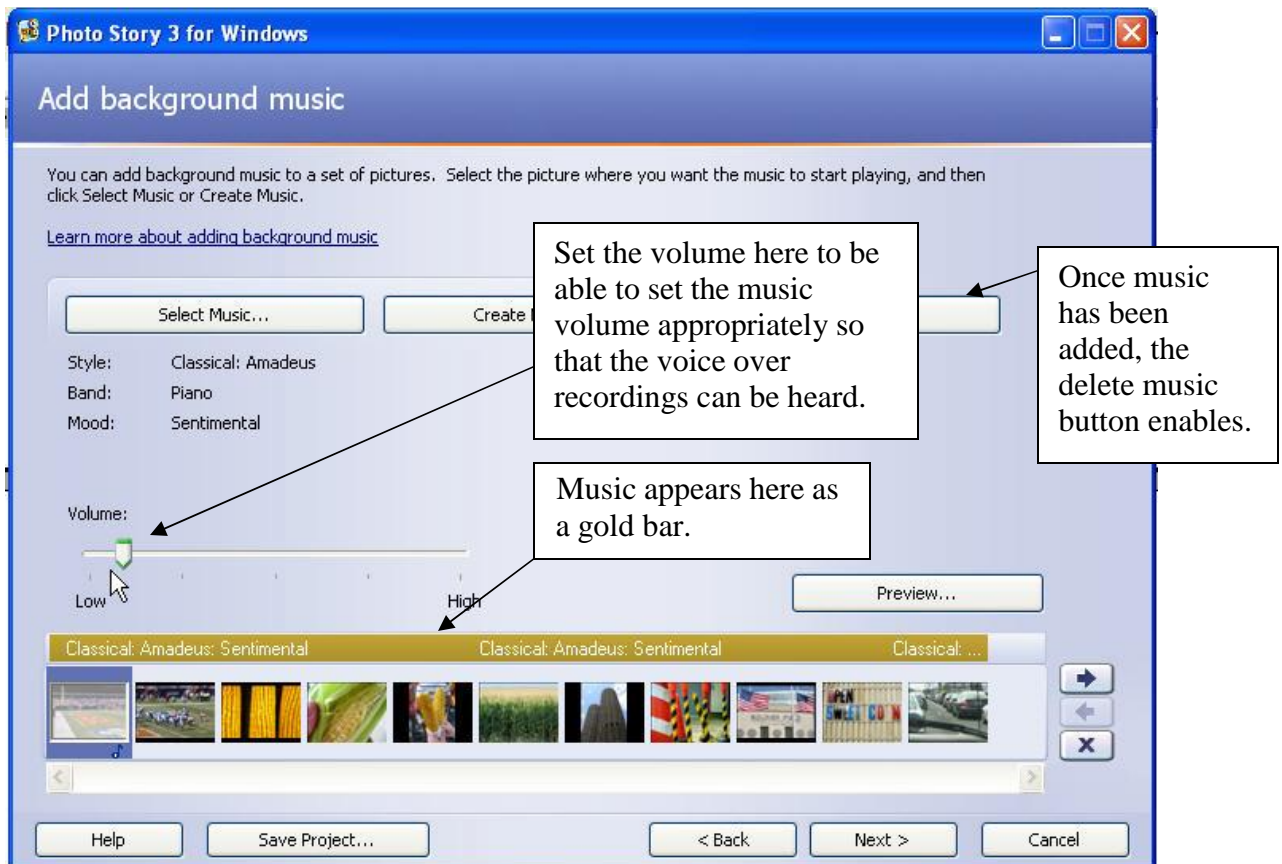 Photo Story 3 for Windows
Add background music
You can add background music to a set of pictures. Select the picture where you want the music to start playing, and then
click Select Music or Create Music.
Learn more about adding background music
Set the volume here to be
able to set the music
volume appropriately so
that the voice over
recordings can be heard.
Once music
has been
added, the
delete music
button enables.
Select Music...
Create
Style: Classical: Amadeus
Band: Piano
Mood: Sentimental
Music appears here as
a gold bar.
Volume:
Low High
Preview...
Classical: Amadeus: Sentimental Classical: Amadeus: Sentimental Classical: ...
SWEET CORN
Help Save Project... < Back Next > Cancel